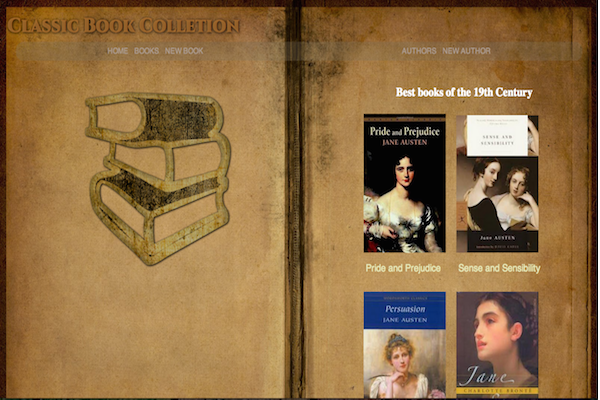 Classic Book Colletion
HOME BOOKS NEW BOOK
AUTHORS NEW AUTHOR
Best books of the 19th Century
Pride and Prejudice
JANE AUSTEN
SENSE AND
SENSIBILITY
Jane AUSTEN
Pride and Prejudice
Sense and Sensibility
Persuasion
JANE AUSTEN
Jane
CHARLOTTE BRONTË